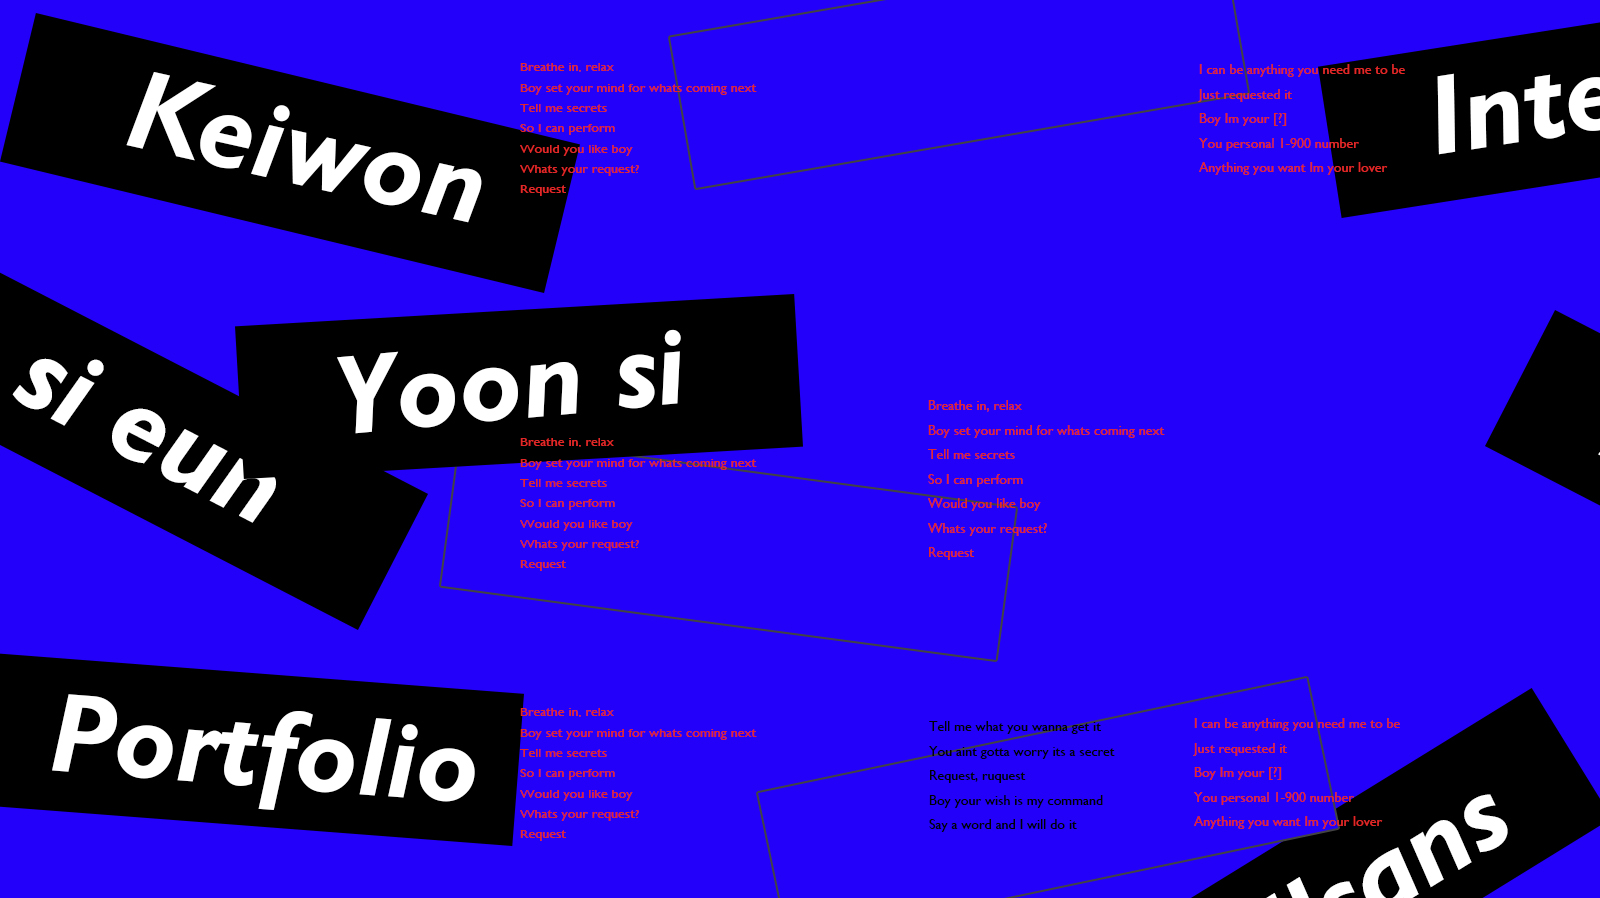 Keiwon
Breathe in, relax
Boy set your mind for whats coming next
Tell me secrets
So I can perform
Would you like boy
Whats your request?
Request
I can be anything you need me to be
Just requested it
Boy Im your [?]
You personal 1-900 number
Anything you want Im your lover
Inte
si eun
Yoon si
Breathe in, relax
Boy set your mind for whats coming next
Tell me secrets
So I can perform
Would you like boy
Whats your request?
Request
Breathe in, relax
Boy set your mind for whats coming next
Tell me secrets
So I can perform
Would you like boy
Whats your request?
Request
Portfolio
Breathe in, relax
Boy set your mind for whats coming next
Tell me secrets
So I can perform
Would you like boy
Whats your request?
Request
Tell me what you wanna get it
You aint gotta worry its a secret
Request, ruquest
Boy your wish is my command
Say a word and I will do it
I can be anything you need me to be
Just requested it
Boy Im your [?]
You personal 1-900 number
Anything you want Im your lover